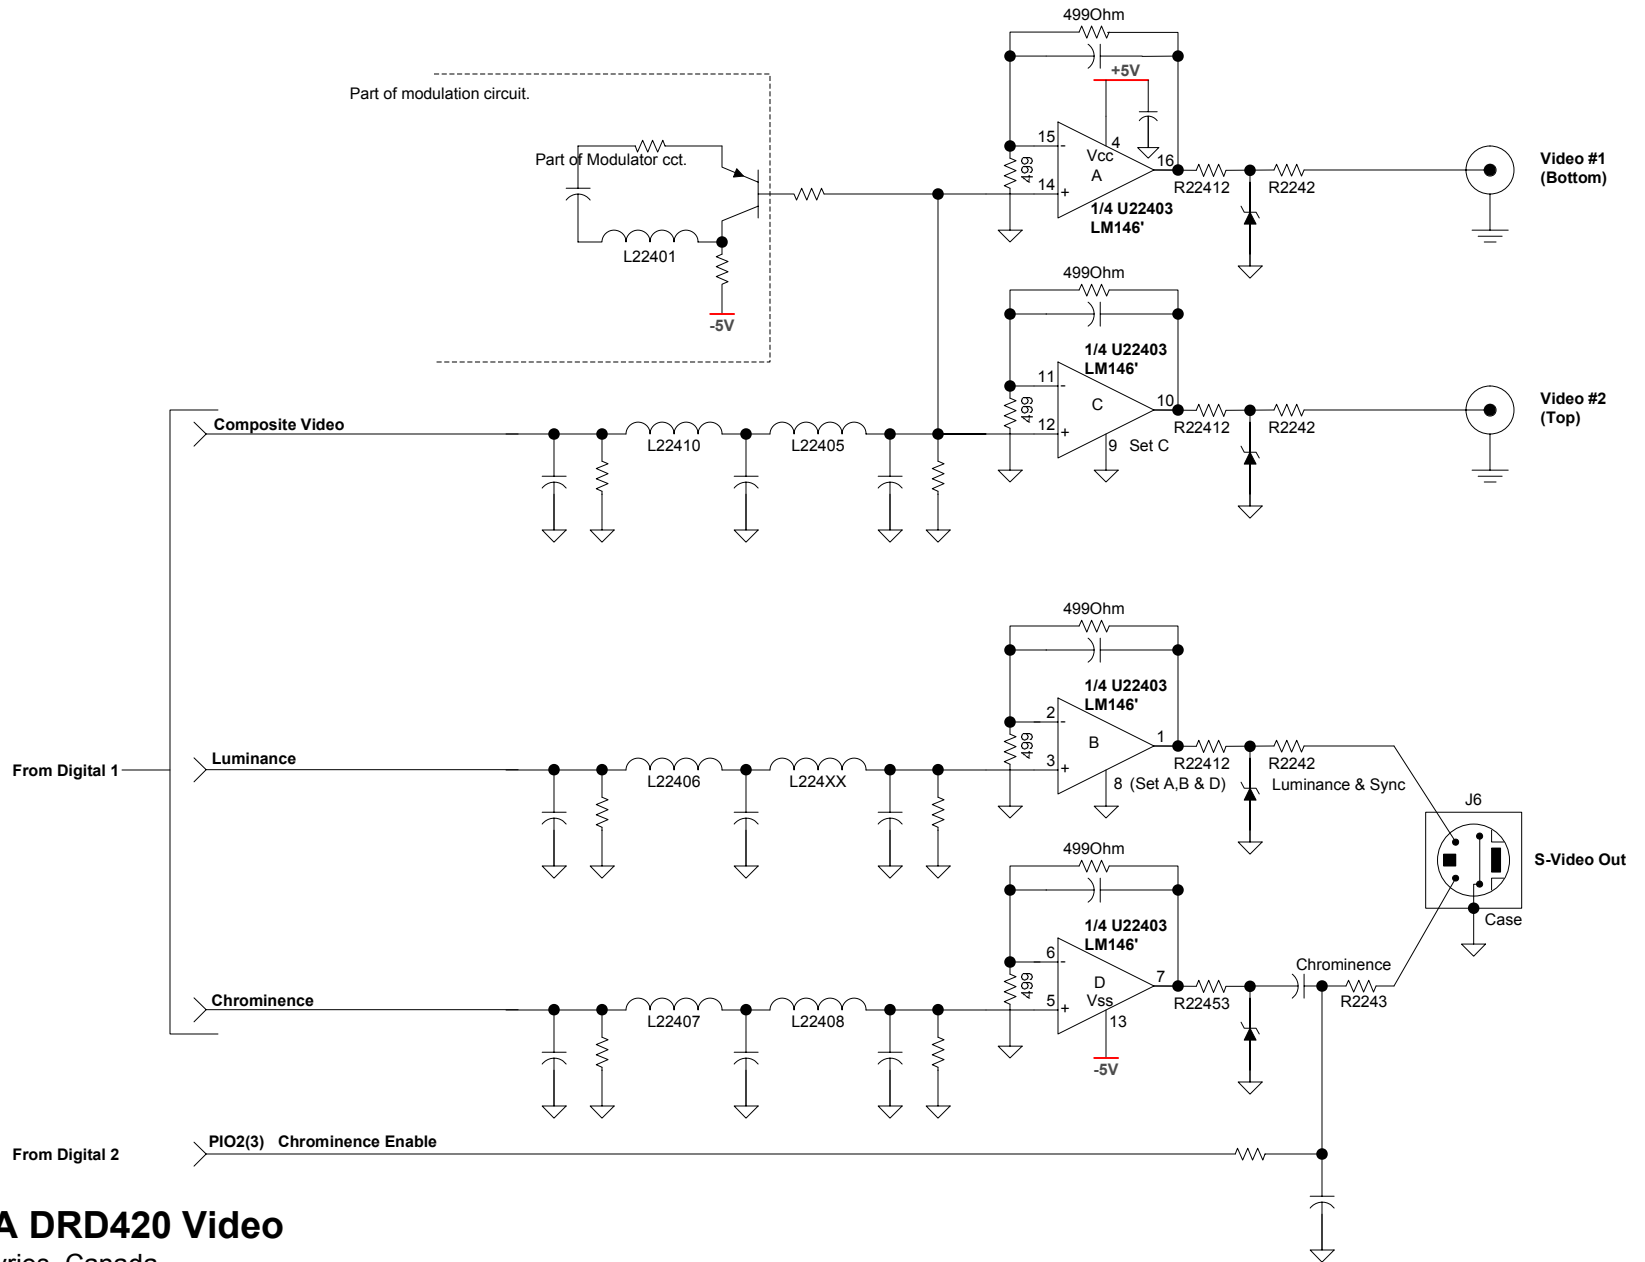 499Ohm
+5V
Part of modulation circuit.
Part of Modulator cct.
15
4
Vcc
A
16
499
14
-
+
R22412
R2242
Video #1
(Bottom)
1/4 U22403
LM146'
L22401
-5V
499Ohm
1/4 U22403
LM146'
11
-
C
10
499
12
+
R22412
R2242
Video #2
(Top)
9 Set C
Composite Video
L22410
L22405
499Ohm
1/4 U22403
LM146'
2
-
B
1
499
3
+
R22412
R2242
8 (Set A,B & D)
Luminance & Sync
From Digital 1
Luminance
L22406
L224XX
J6
S-Video Out
Case
499Ohm
1/4 U22403
LM146'
6
-
D
Vss
7
499
5
+
13
-5V
R22453
Chrominence
R2243
Chrominence
L22407
L22408
From Digital 2
PIO2(3) Chrominence Enable
A DRD420 Video